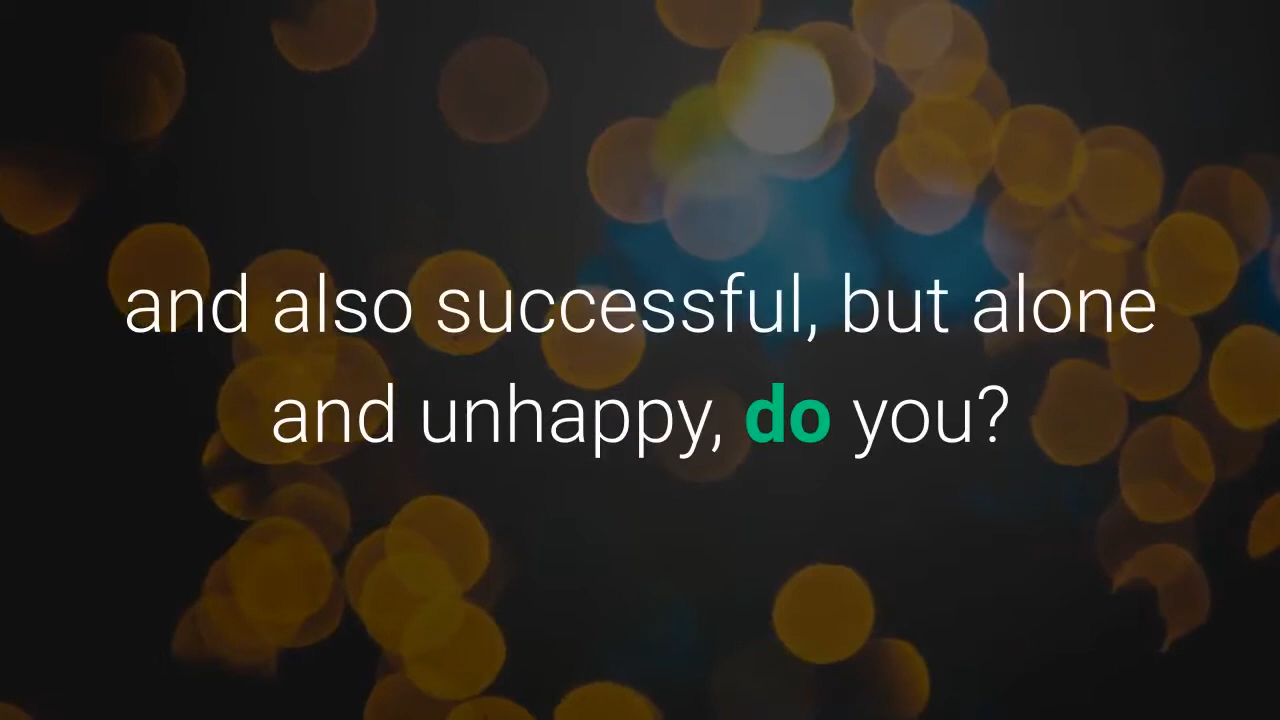 and also successful, but alone
and unhappy, do you?